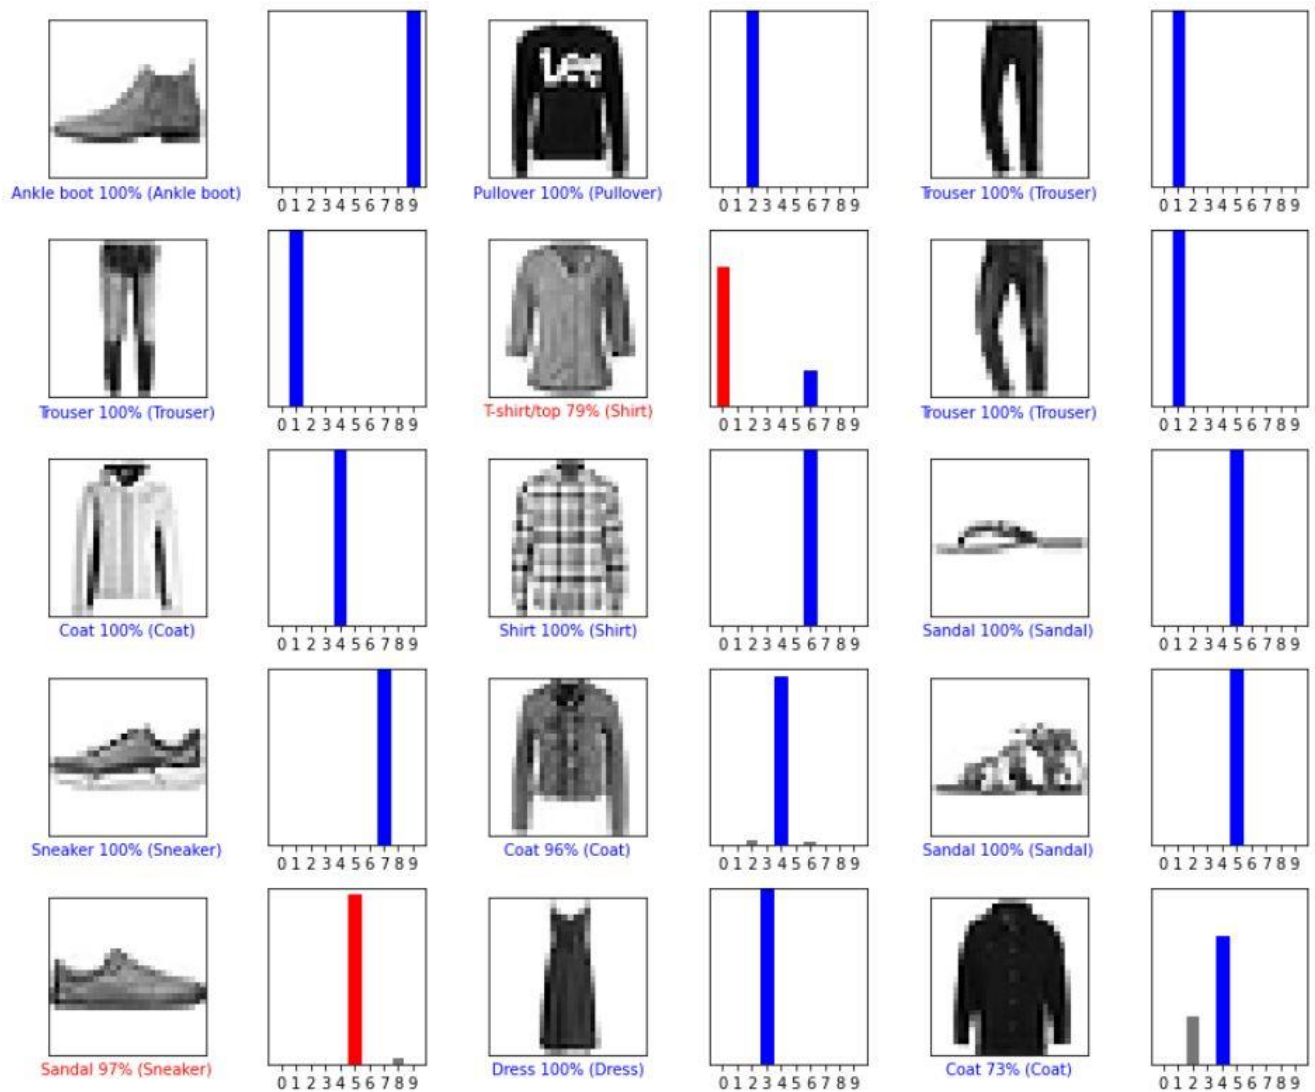 Lee
0 1 2 3 4 5 6 7 8 9
0 1 2 3 4 5 6 7 8 9
0 1 2 3 4 5 6 7 8 9
Ankle boot 100% (Ankle boot)
Pullover 100% (Pullover)
Trouser 100% (Trouser)
0 1 2 3 4 5 6 7 8 9
0 1 2 3 4 5 6 7 8 9
0 1 2 3 4 5 6 7 8 9
Trouser 100% (Trouser)
T-shirt/top 79% (Shirt)
Trouser 100% (Trouser)
0 1 2 3 4 5 6 7 8 9
0 1 2 3 4 5 6 7 8 9
0 1 2 3 4 5 6 7 8 9
Coat 100% (Coat)
Shirt 100% (Shirt)
Sandal 100% (Sandal)
0 1 2 3 4 5 6 7 8 9
0 1 2 3 4 5 6 7 8 9
0 1 2 3 4 5 6 7 8 9
Sneaker 100% (Sneaker)
Coat 96% (Coat)
Sandal 100% (Sandal)
0 1 2 3 4 5 6 7 8 9
0 1 2 3 4 5 6 7 8 9
0 1 2 3 4 5 6 7 8 9
Sandal 97% (Sneaker)
Dress 100% (Dress)
Coat 73% (Coat)